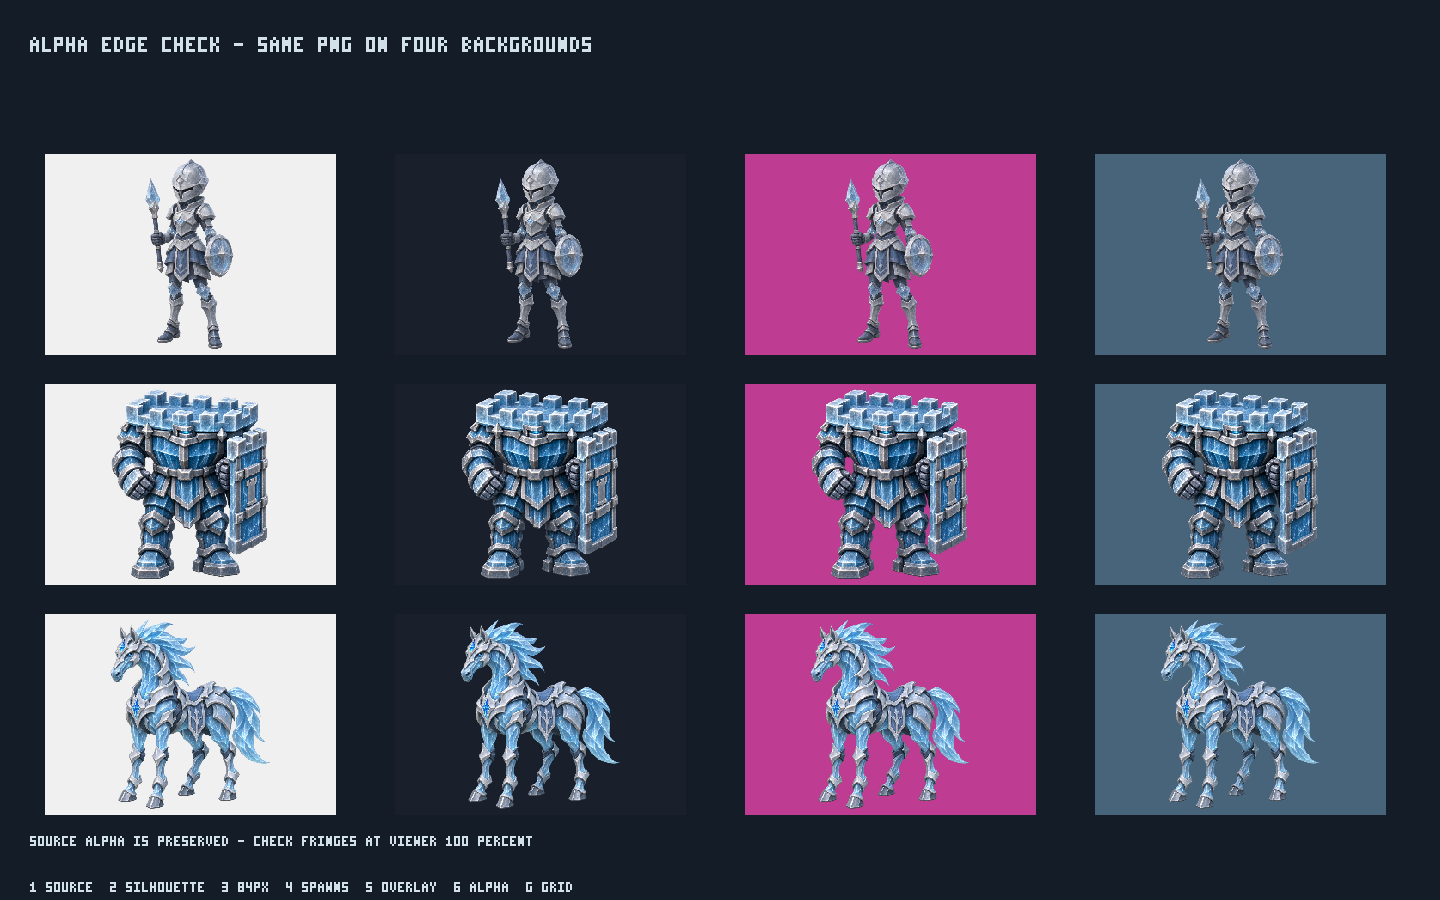 ALPHA EDGE CHECK - SAME PNG ON FOUR BACKGROUNDS
SOURCE ALPHA IS PRESERVED - CHECK FRINGES AT VIEWER 100 PERCENT
1 SOURCE 2 SILHOUETTE 3 84PX 4 SPAWNS 5 OVERLAY 6 ALPHA G GRID